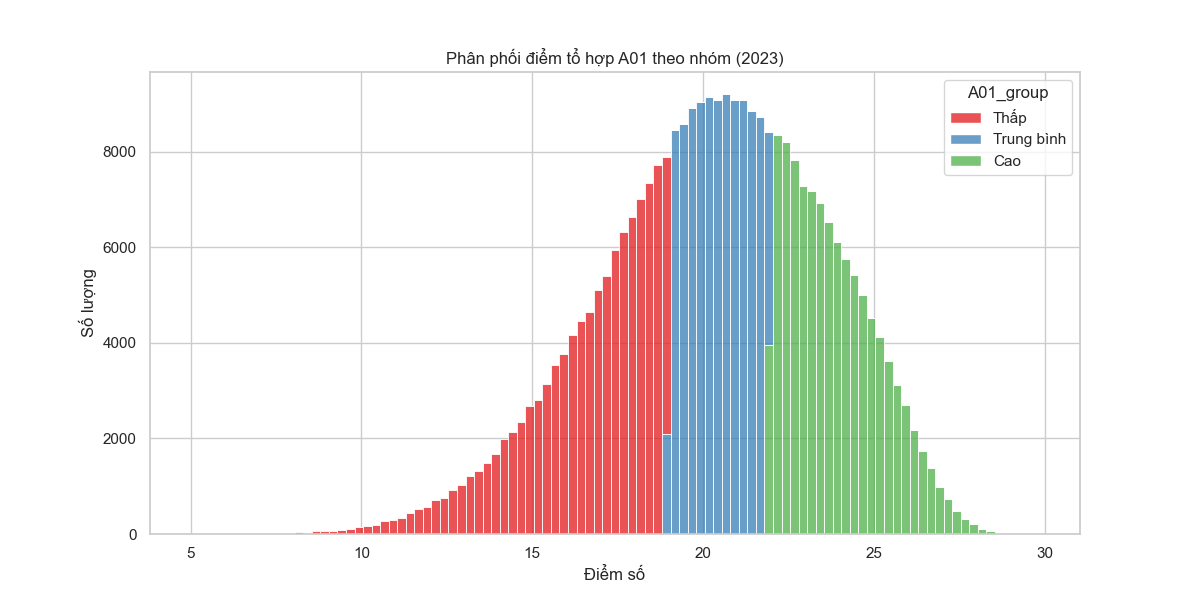 Phân phối điểm tổ hợp A01 theo nhóm (2023)
A01_group
Thấp
Trung bình
Cao
Số lượng
8000
6000
4000
2000
0
5
10
15
20
25
30
Điểm số